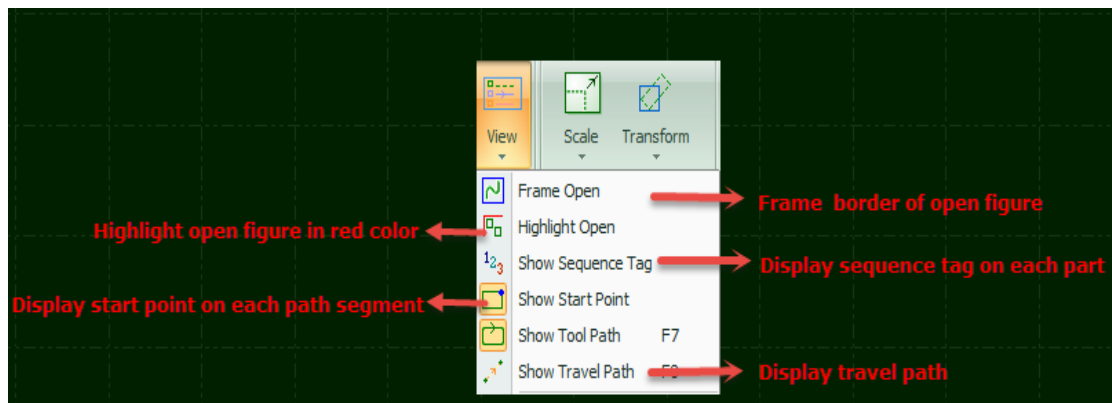 View Scale Transform
Frame Open
Frame border of open figure
Highlight open figure in red color
Highlight Open
123
Show Sequence Tag
Display sequence tag on each part
Display start point on each path segment
Show Start Point
Show Tool Path F7
Show Travel Path
Display travel path